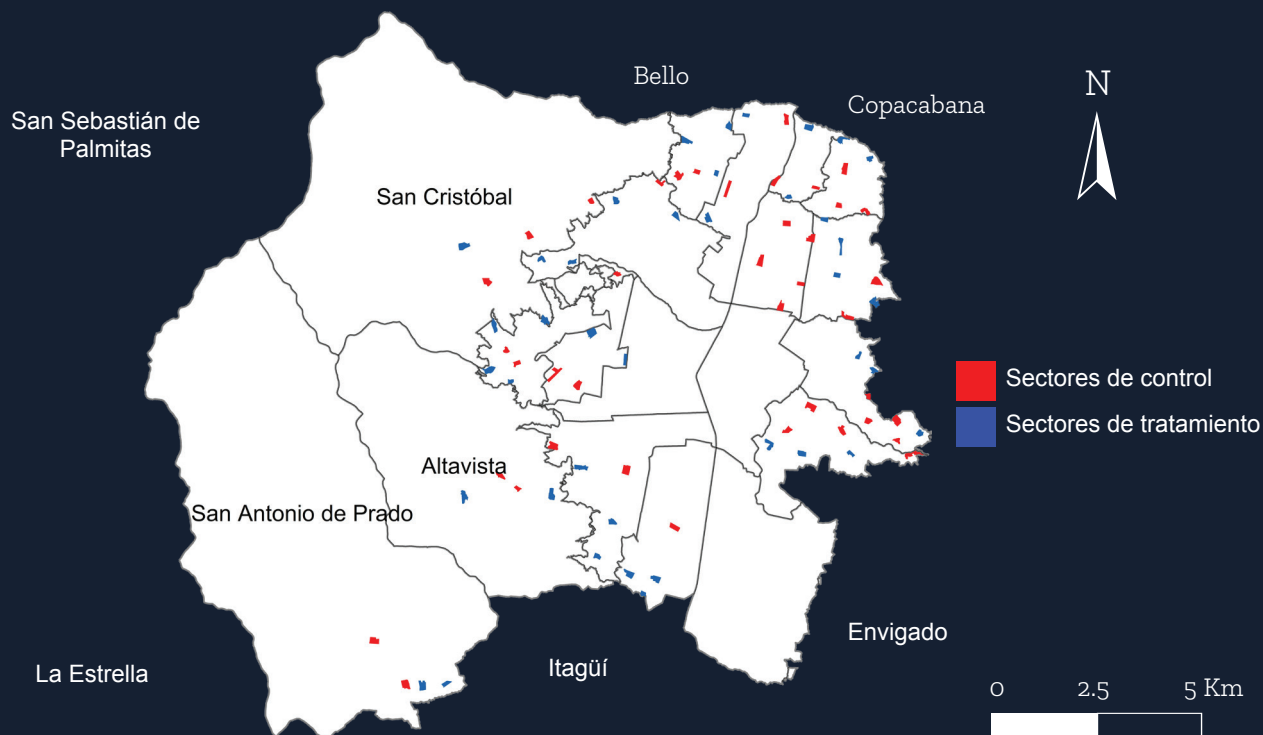 Bello
Copacabana
N
San Sebastián de
Palmitas
San Cristóbal
Sectores de control
Sectores de tratamiento
Altavista
San Antonio de Prado
Envigado
La Estrella
Itagüí
0 2.5 5 Km